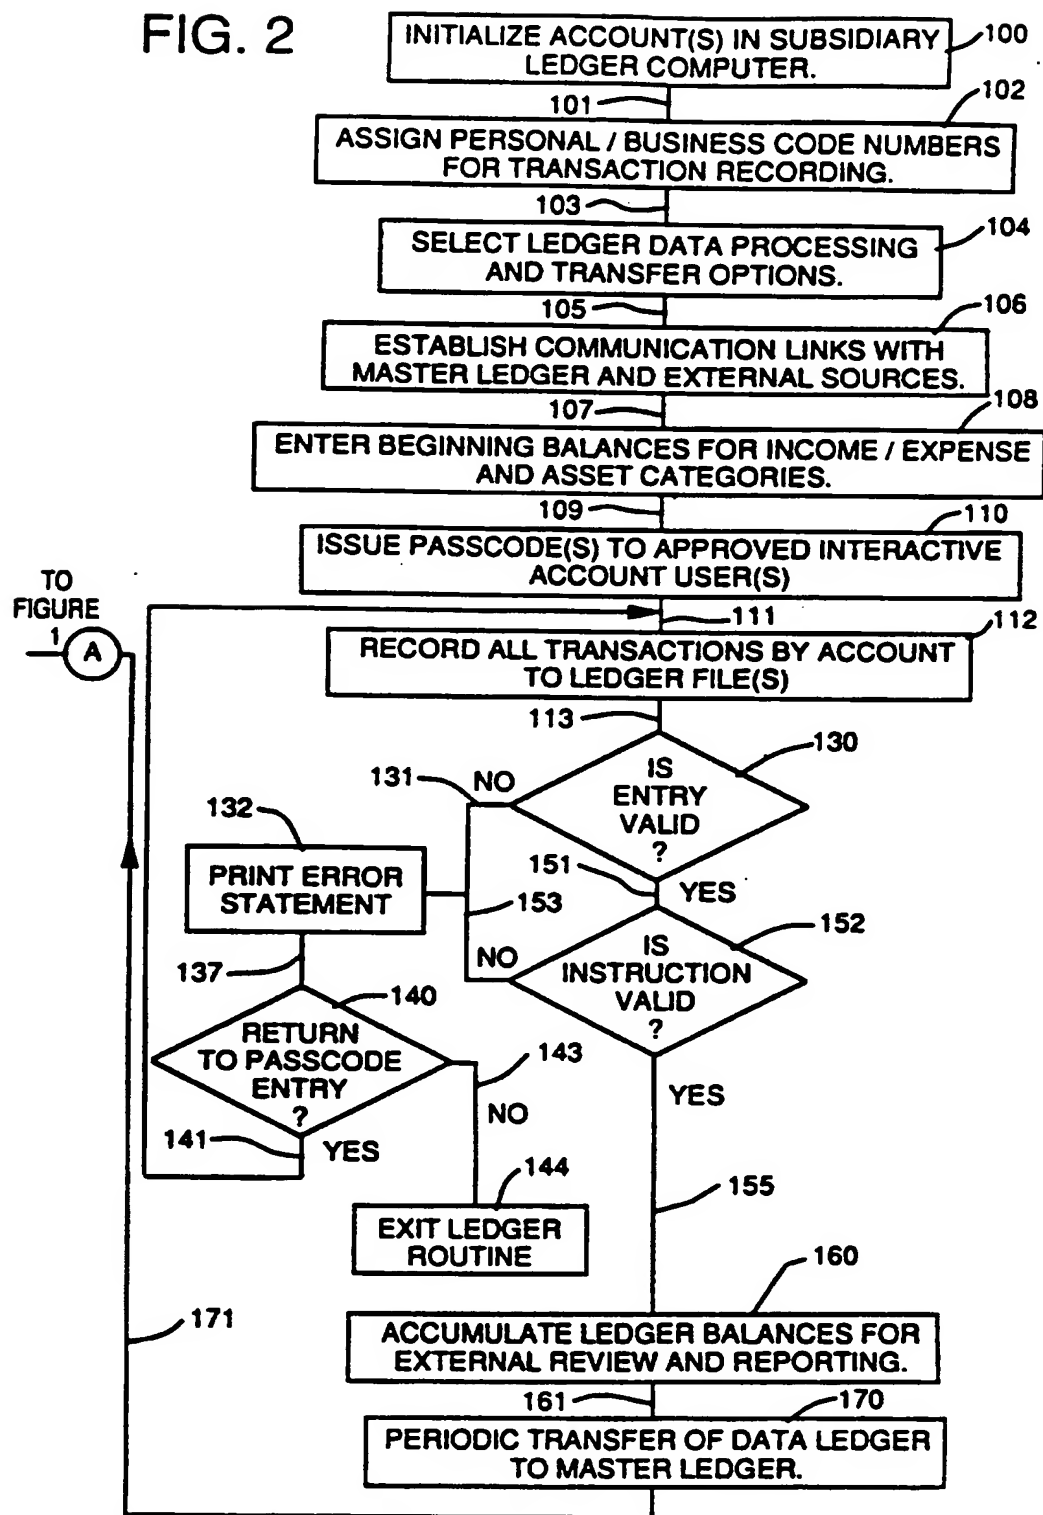 FIG. 2
INITIALIZE ACCOUNT(S) IN SUBSIDIARY
LEDGER COMPUTER.
100
101
102
ASSIGN PERSONAL / BUSINESS CODE NUMBERS
FOR TRANSACTION RECORDING.
103
104
SELECT LEDGER DATA PROCESSING
AND TRANSFER OPTIONS.
105
106
ESTABLISH COMMUNICATION LINKS WITH
MASTER LEDGER AND EXTERNAL SOURCES.
107
108
ENTER BEGINNING BALANCES FOR INCOME / EXPENSE
AND ASSET CATEGORIES.
109
110
ISSUE PASSCODE(S) TO APPROVED INTERACTIVE
ACCOUNT USER(S)
TO
FIGURE
1
A
111
112
RECORD ALL TRANSACTIONS BY ACCOUNT
TO LEDGER FILE(S)
113
130
IS
ENTRY
VALID
?
NO
131
132
PRINT ERROR
STATEMENT
151
YES
153
152
IS
INSTRUCTION
VALID
?
NO
137
140
RETURN
TO PASSCODE
ENTRY
?
143
NO
YES
141
YES
144
EXIT LEDGER
ROUTINE
155
160
171
ACCUMULATE LEDGER BALANCES FOR
EXTERNAL REVIEW AND REPORTING.
161
170
PERIODIC TRANSFER OF DATA LEDGER
TO MASTER LEDGER.